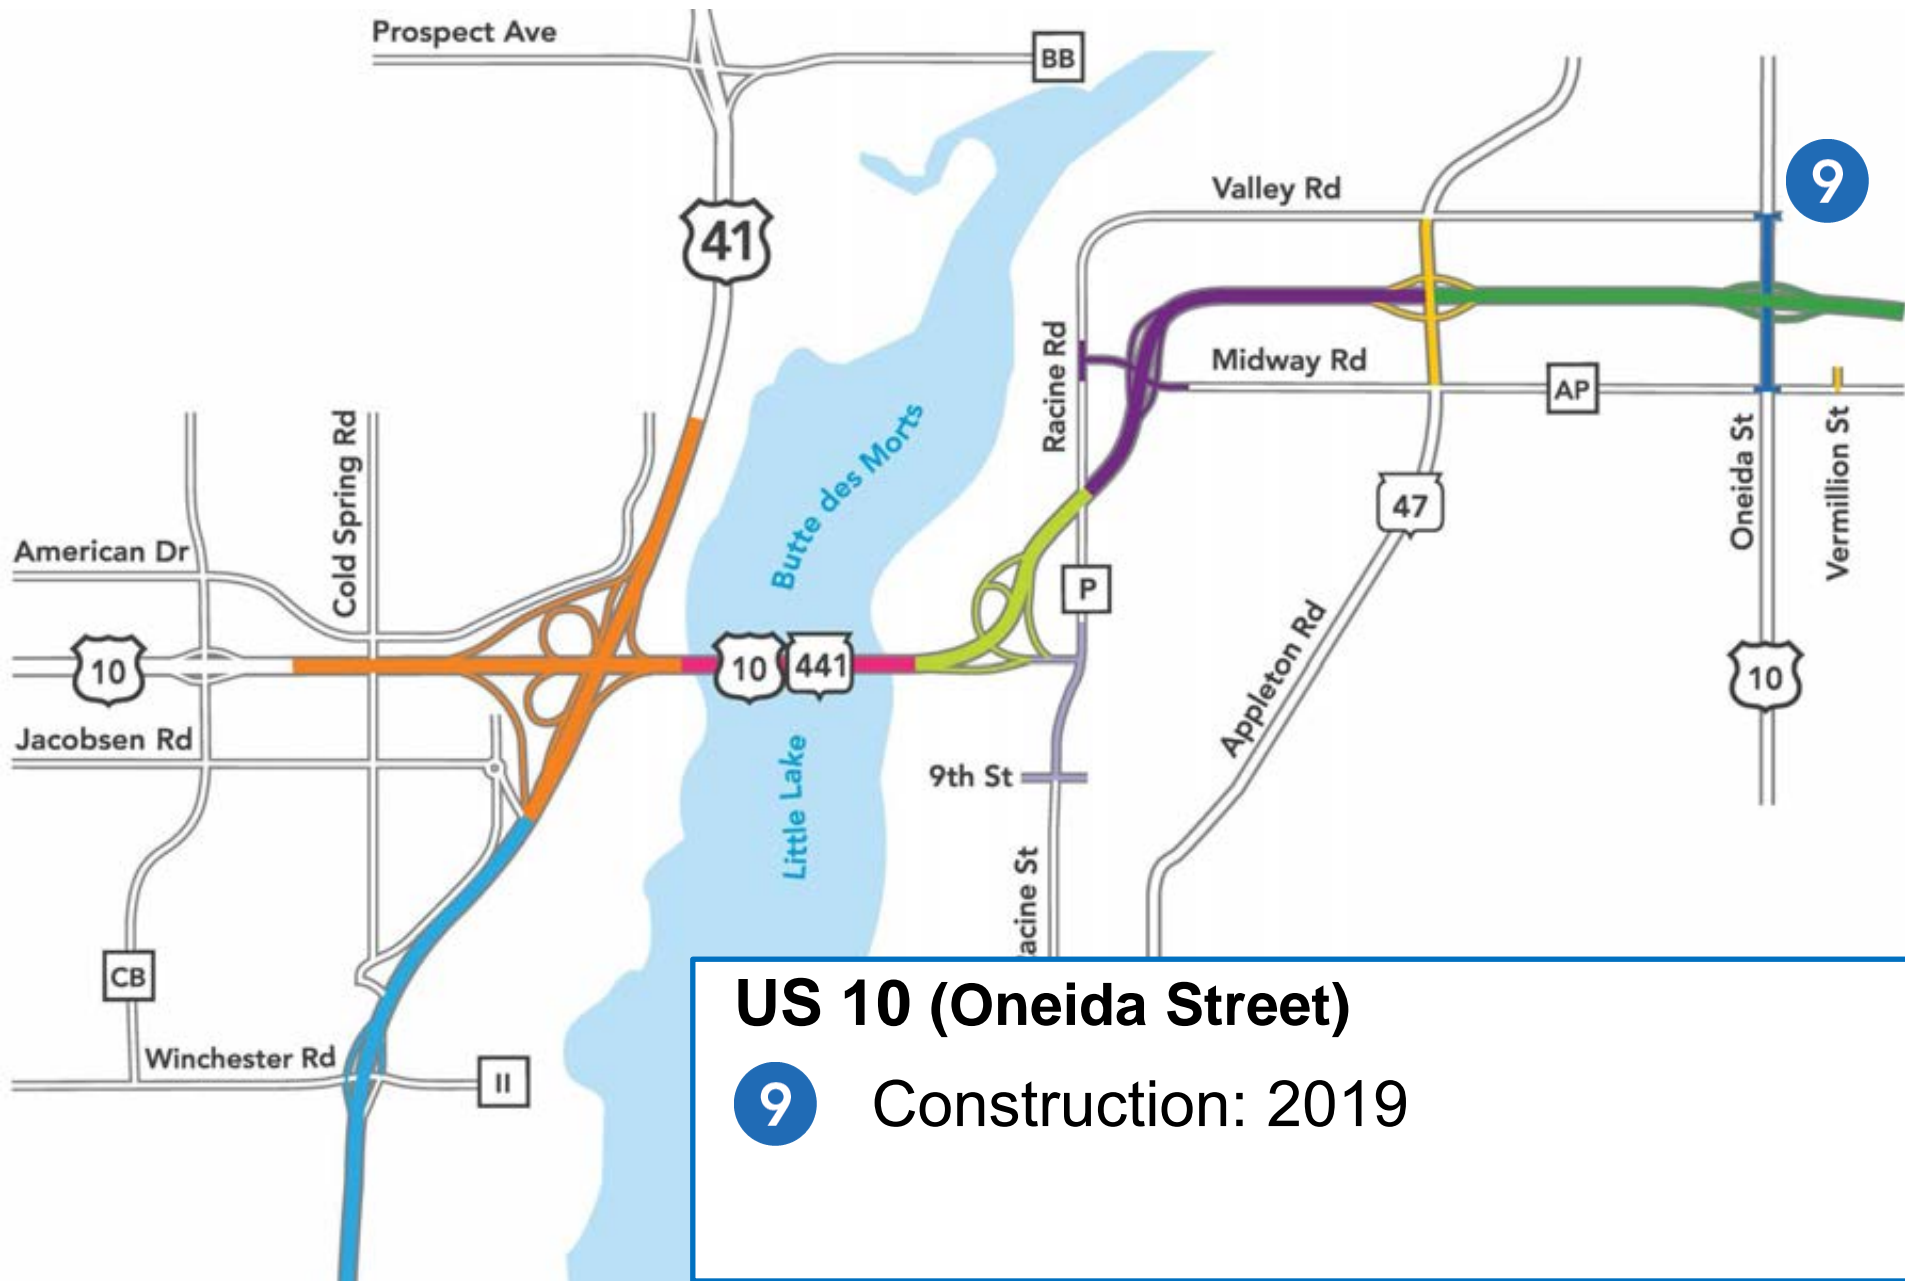 Prospect Ave
BB
9
Valley Rd
41
Racine Rd
Midway Rd
AP
Butte des Morts
Cold Spring Rd
Oneida St
Vermillion St
47
American Dr
P
10
10
441
10
Appleton Rd
Jacobsen Rd
9th St
Little Lake
CB
Winchester Rd
II
US 10 (Oneida Street)
9 Construction: 2019